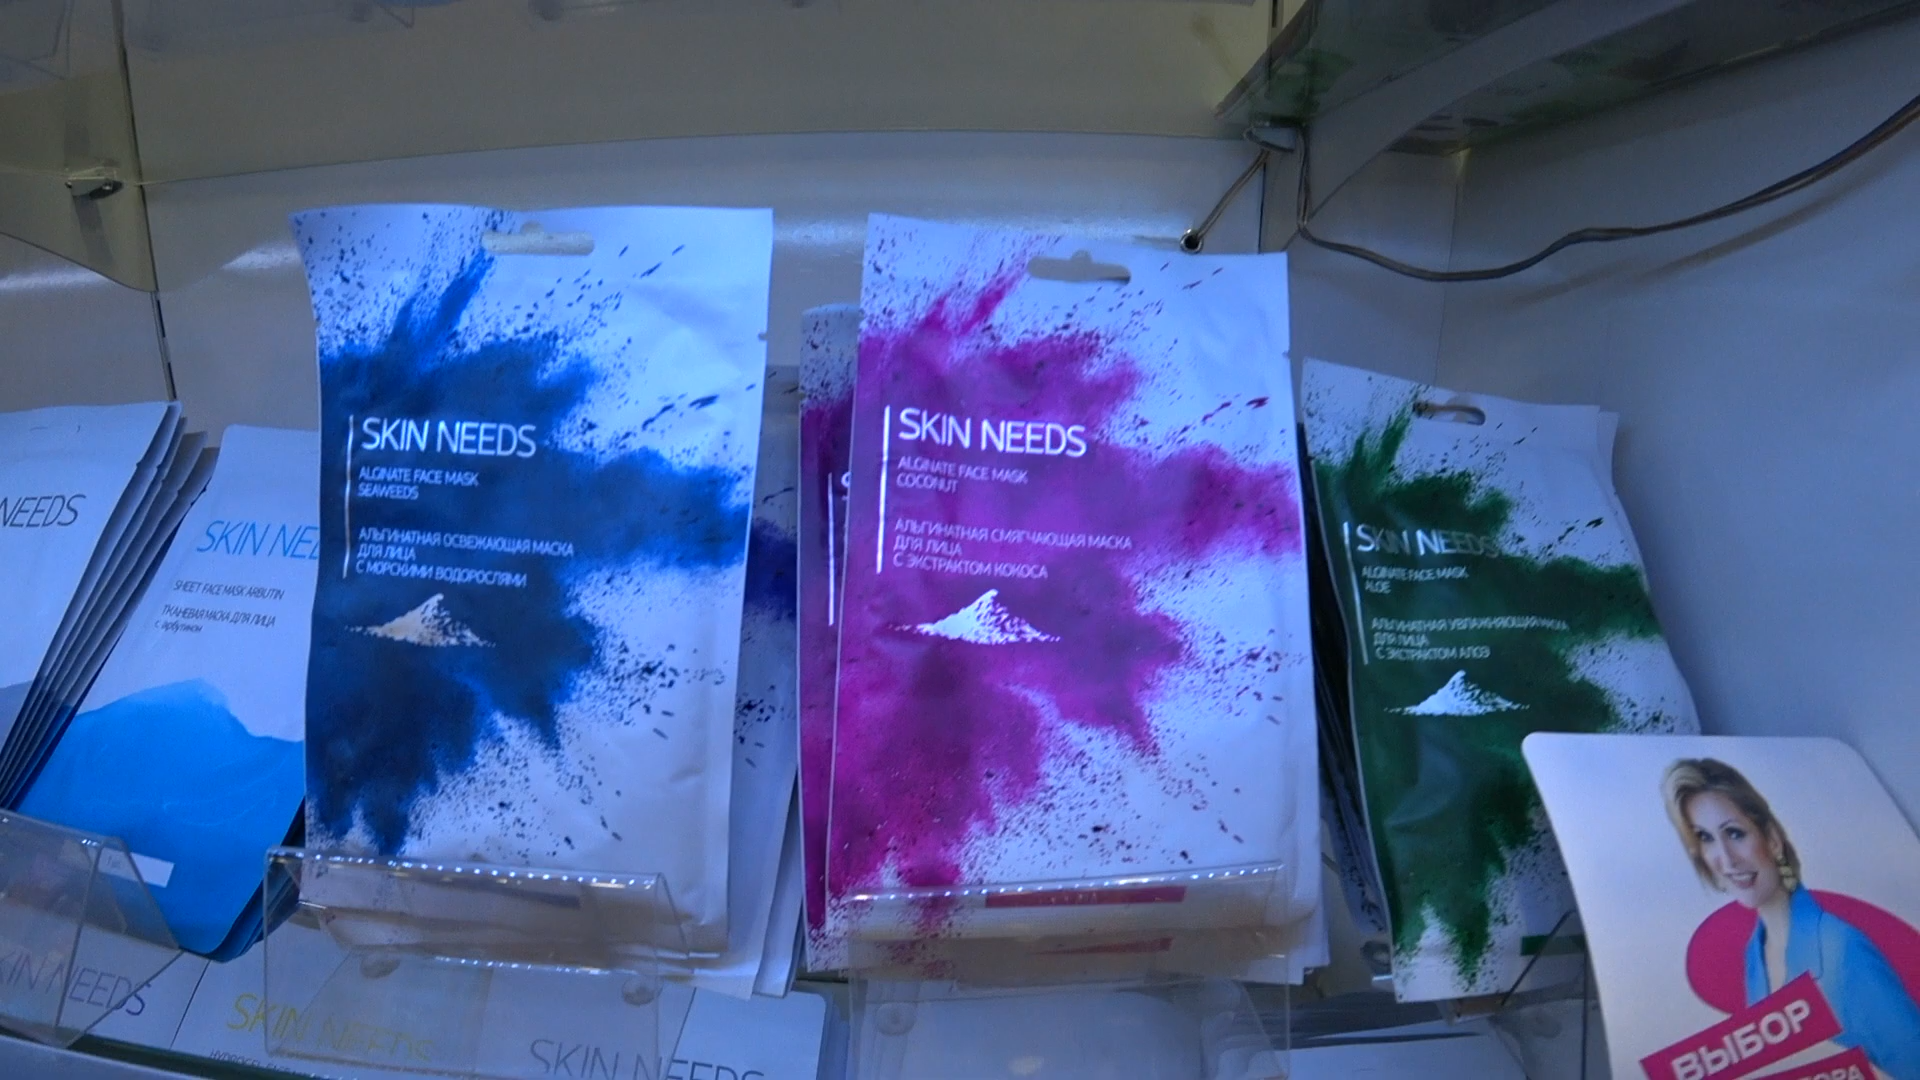 NEEDS
SKIN NEE
SHEET FACE MASK ARBUTIN
ТКАНЕВАЯ МАСКА ДЛЯ ЛИЦА
с арбутином
SKIN NEEDS
ALGINATE FACE MASK
SEAWEEDS
АЛЬГИНАТНАЯ ОСВЕЖАЮЩАЯ МАСКА
ДЛЯ ЛИЦА
С МОРСКИМИ ВОДОРОСЛЯМИ
SKIN NEEDS
ALGINATE FACE MASK
COCONUT
АЛЬГИНАТНАЯ СМЯГЧАЮЩАЯ МАСКА
ДЛЯ ЛИЦА
С ЭКСТРАКТОМ КОКОСА
SKIN NEEDS
ALGINATE FACE MASK
ALOE
АЛЬГИНАТНАЯ УВЛАЖНЯЮЩАЯ МАСКА
ДЛЯ ЛИЦА
С ЭКСТРАКТОМ АЛОЭ
ВЫБОР
KIN NEEDS
SKIN NEEDS
SKIN NEEDS